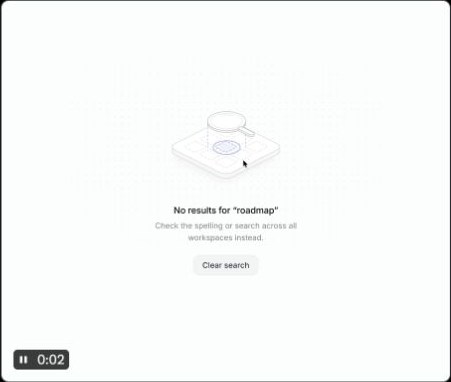 No results for “roadmap”
Check the spelling or search across all
workspaces instead.
Clear search
0:02